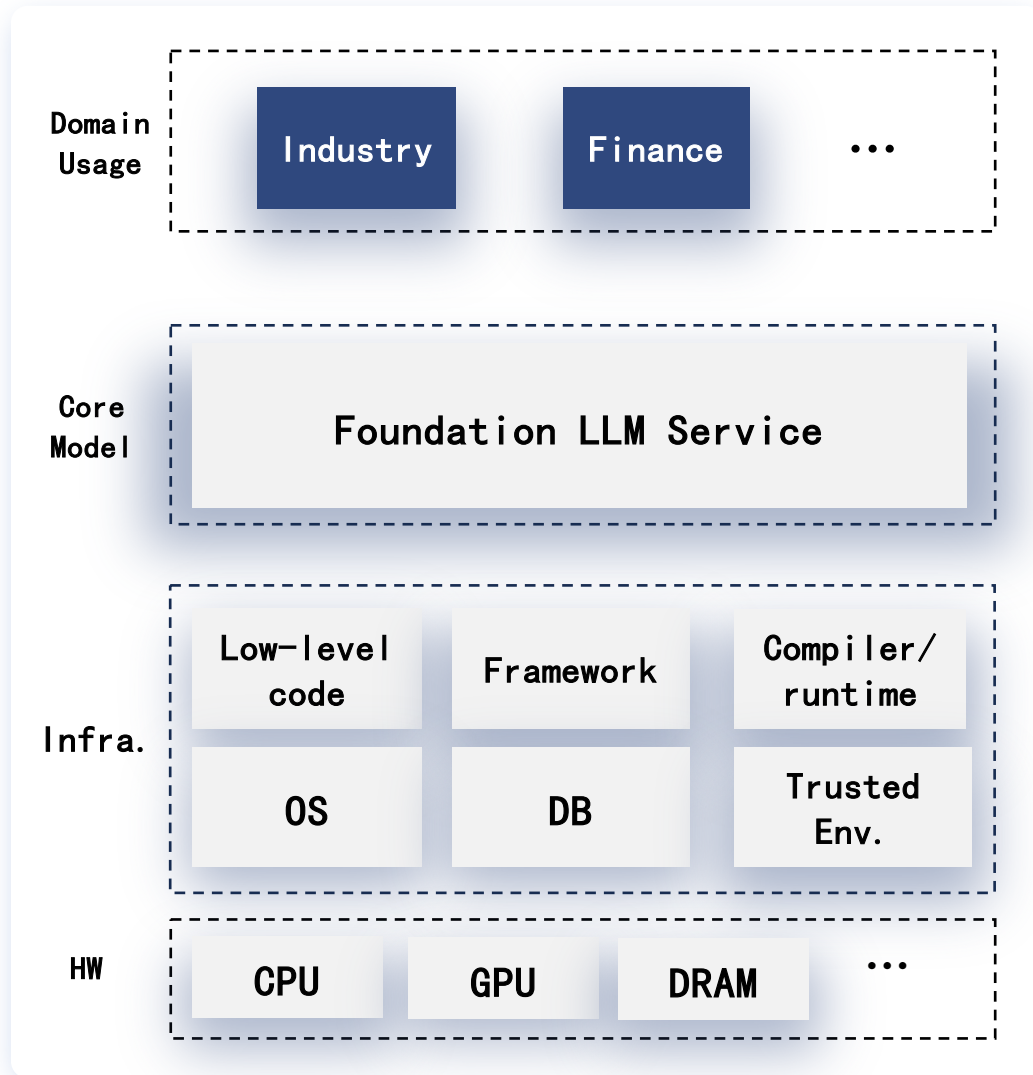 Domain
Usage
Industry
Finance
...
Core
Model
Foundation LLM Service
Infra.
Low-level
code
Framework
Compiler/
runtime
OS
DB
Trusted
Env.
HW
CPU
GPU
DRAM
...